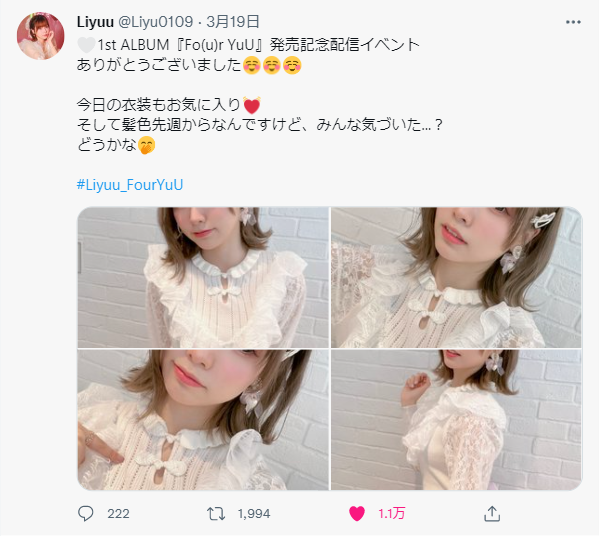 Liyuu @Liyu0109 · 3月19日
🤍1st ALBUM『Fo(u)r YuU』発売記念配信イベント
ありがとうございました☺️☺️☺️
今日の衣装もお気に入り💓
そして髪色先週からなんですけど、みんな気づいた...？
どうかな🤭
#Liyuu_FourYuU
222 1,994 1.1万